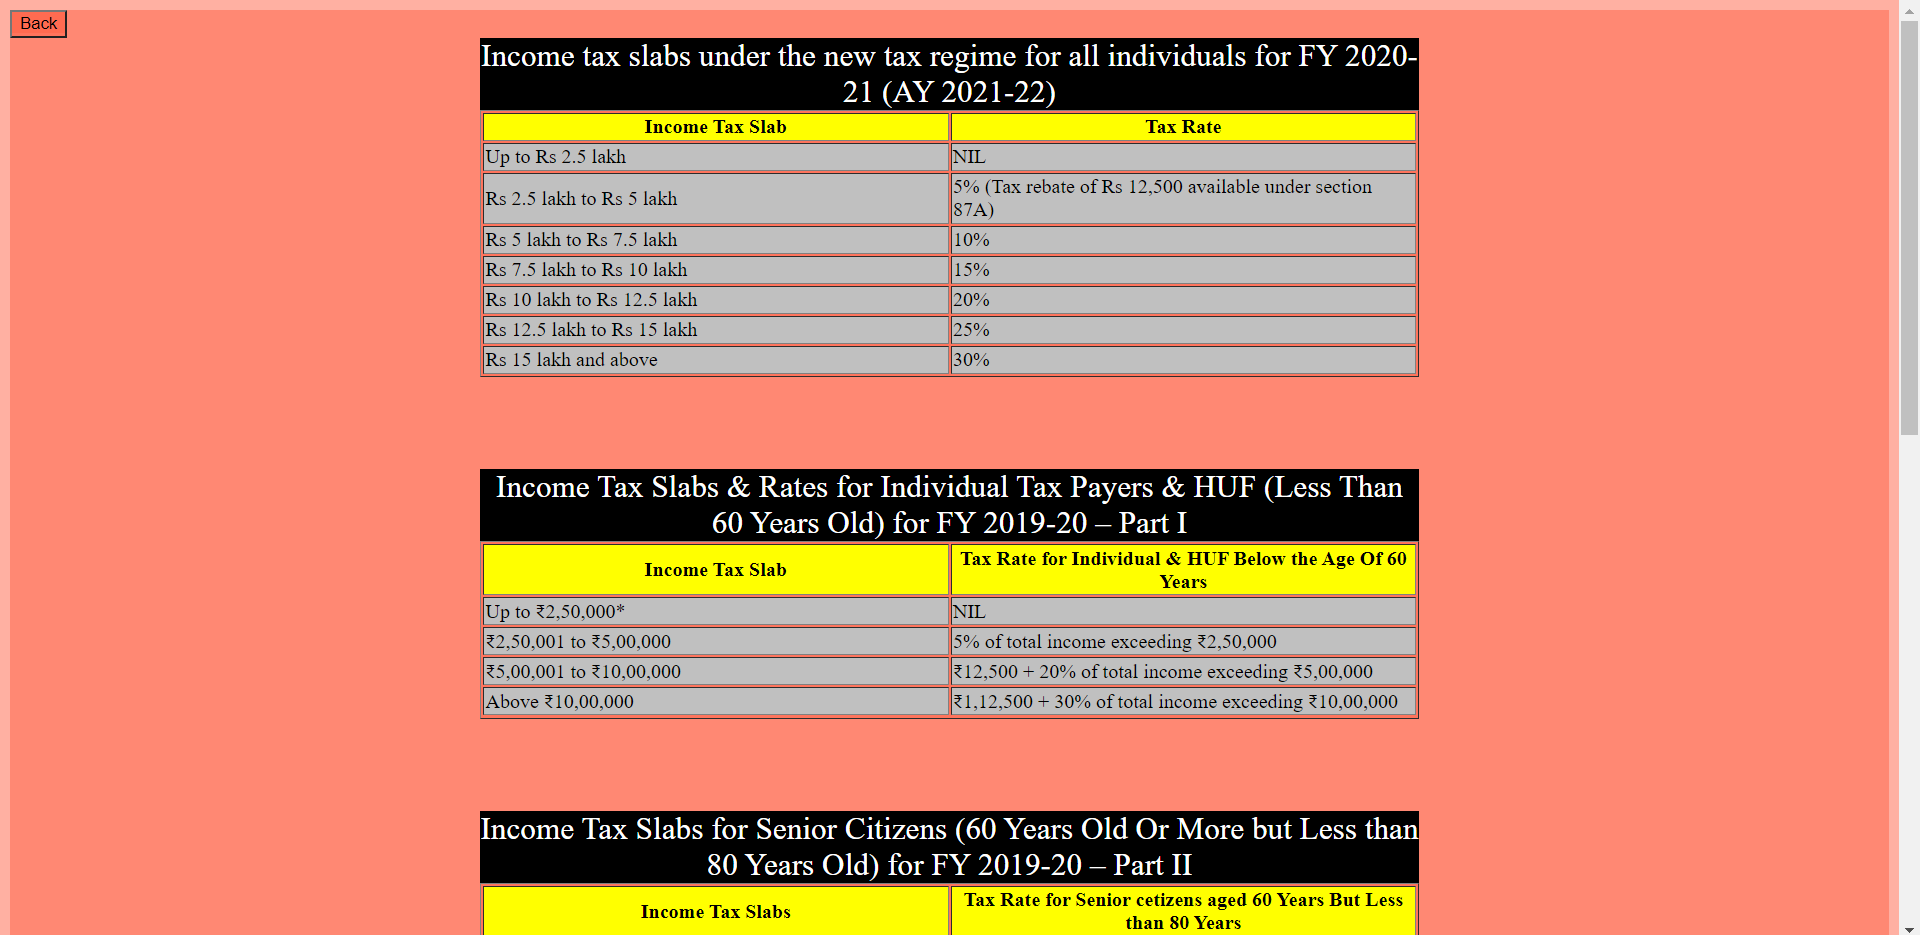 Back
Income tax slabs under the new tax regime for all individuals for FY 2020-
21 (AY 2021-22)
Income Tax Slab Tax Rate
Up to Rs 2.5 lakh NIL
Rs 2.5 lakh to Rs 5 lakh 5% (Tax rebate of Rs 12,500 available under section
87A)
Rs 5 lakh to Rs 7.5 lakh 10%
Rs 7.5 lakh to Rs 10 lakh 15%
Rs 10 lakh to Rs 12.5 lakh 20%
Rs 12.5 lakh to Rs 15 lakh 25%
Rs 15 lakh and above 30%
Income Tax Slabs & Rates for Individual Tax Payers & HUF (Less Than
60 Years Old) for FY 2019-20 – Part I
Income Tax Slab Tax Rate for Individual & HUF Below the Age Of 60
Years
Up to ₹2,50,000* NIL
₹2,50,001 to ₹5,00,000 5% of total income exceeding ₹2,50,000
₹5,00,001 to ₹10,00,000 ₹12,500 + 20% of total income exceeding ₹5,00,000
Above ₹10,00,000 ₹1,12,500 + 30% of total income exceeding ₹10,00,000
Income Tax Slabs for Senior Citizens (60 Years Old Or More but Less than
80 Years Old) for FY 2019-20 – Part II
Income Tax Slabs Tax Rate for Senior cetizens aged 60 Years But Less
than 80 Years